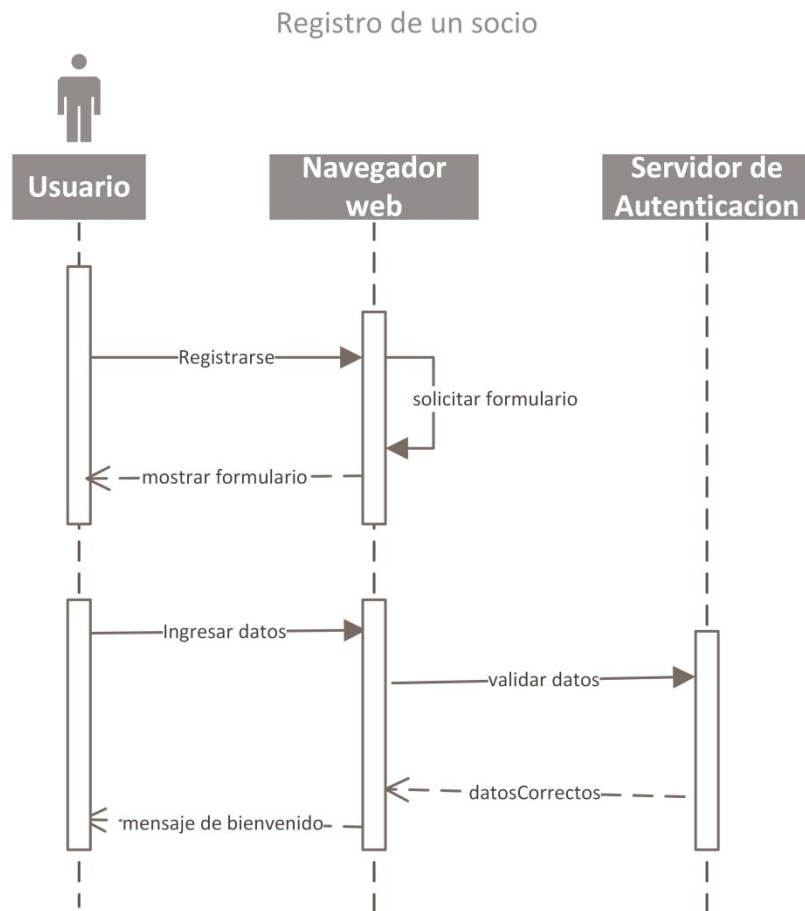 Registro de un socio
Usuario
Navegador
web
Servidor de
Autenticacion
Registrarse
solicitar formulario
mostrar formulario
Ingresar datos
validar datos
datosCorrectos
mensaje de bienvenido